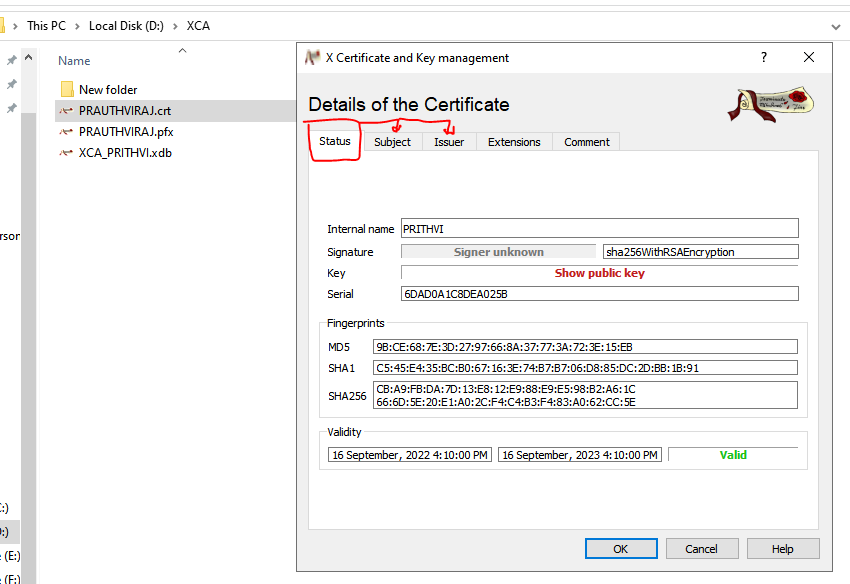 This PC > Local Disk (D:) > XCA
Name
New folder
PRAUTHVIRAJ.crt
PRAUTHVIRAJ.pfx
XCA_PRITHVI.xdb
erson
C:)
D:)
e (E:)
(F:)
X Certificate and Key management ?
Details of the Certificate
Status Subject Issuer Extensions Comment
Internal name PRITHVI
Signature Signer unknown sha256WithRSAEncryption
Key Show public key
Serial 6DAD0A1C8DEA025B
Fingerprints
MD5 9B:CE:68:7E:3D:27:97:66:8A:37:77:3A:72:3E:15:EB
SHA1 C5:45:E4:35:BC:B0:67:16:3E:74:B7:B7:06:D8:85:DC:2D:BB:1B:91
SHA256 CB:A9:FB:DA:7D:13:E8:12:E9:88:E9:E5:98:B2:A6:1C
66:6D:5E:20:E1:A0:2C:F4:C4:B3:F4:83:A0:62:CC:5E
Validity
16 September, 2022 4:10:00 PM 16 September, 2023 4:10:00 PM Valid
OK Cancel Help